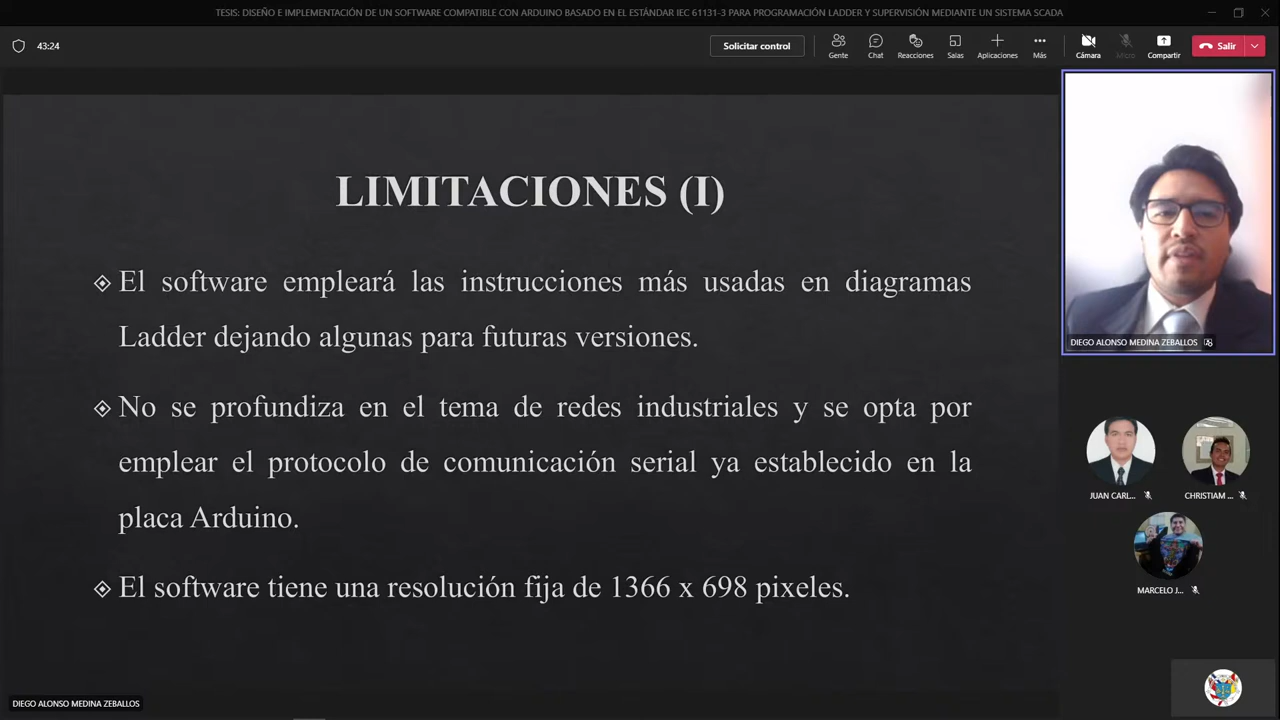 TESIS: DISEÑO E IMPLEMENTACIÓN DE UN SOFTWARE COMPATIBLE CON ARDUINO BASADO EN EL ESTÁNDAR IEC 61131-3 PARA PROGRAMACIÓN LADDER Y SUPERVISIÓN MEDIANTE UN SISTEMA SCADA
43:24
Solicitar control
Gente
Chat
Reacciones
Salas
Aplicaciones
Más
Cámara
Micro
Compartir
Salir
LIMITACIONES (I)
El software empleará las instrucciones más usadas en diagramas
Ladder dejando algunas para futuras versiones.
No se profundiza en el tema de redes industriales y se opta por
emplear el protocolo de comunicación serial ya establecido en la
placa Arduino.
El software tiene una resolución fija de 1366 x 698 pixeles.
DIEGO ALONSO MEDINA ZEBALLOS
JUAN CARL...
CHRISTIAM ...
MARCELO J...
DIEGO ALONSO MEDINA ZEBALLOS